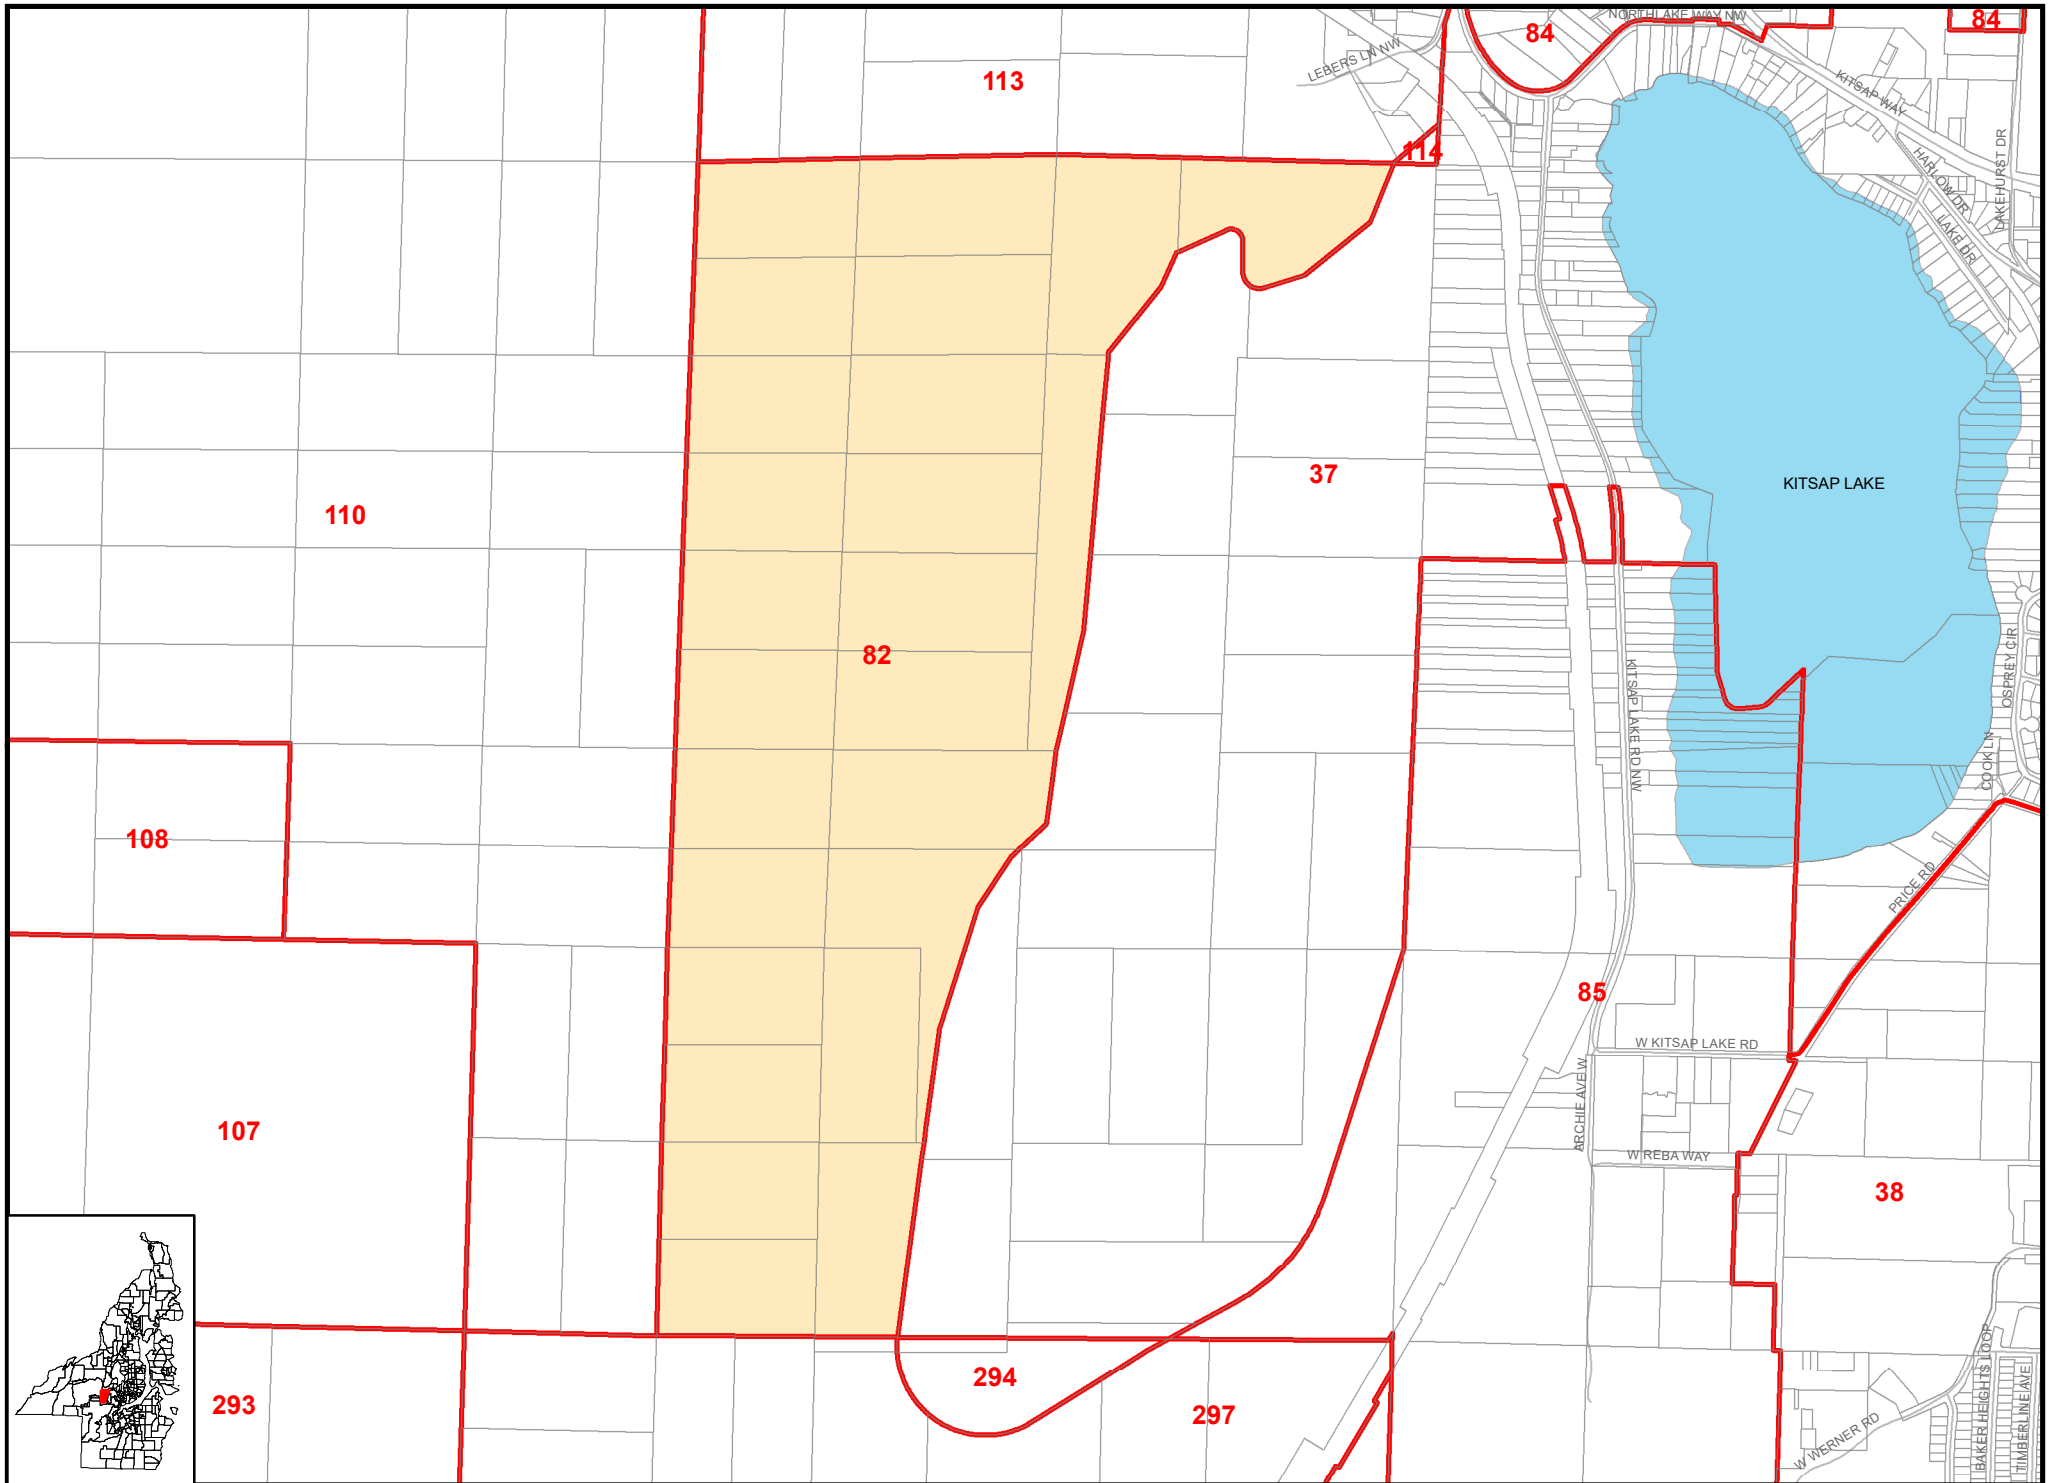 NORTHLAKE WAY NW
84
84
LEBERS LN NW
113
KITSAP WAY
114
HARLOW DR
LAKEHURST DR
LAKE DR
37
KITSAP LAKE
110
82
KITSAP LAKE RD NW
OSPREY CIR
COOK LN
108
PRICE RD
85
W KITSAP LAKE RD
ARCHIE AVE W
107
W REBA WAY
38
294
293
297
BAKER HEIGHTS LOOP
TIMBERLINE AVE
W WERNER RD